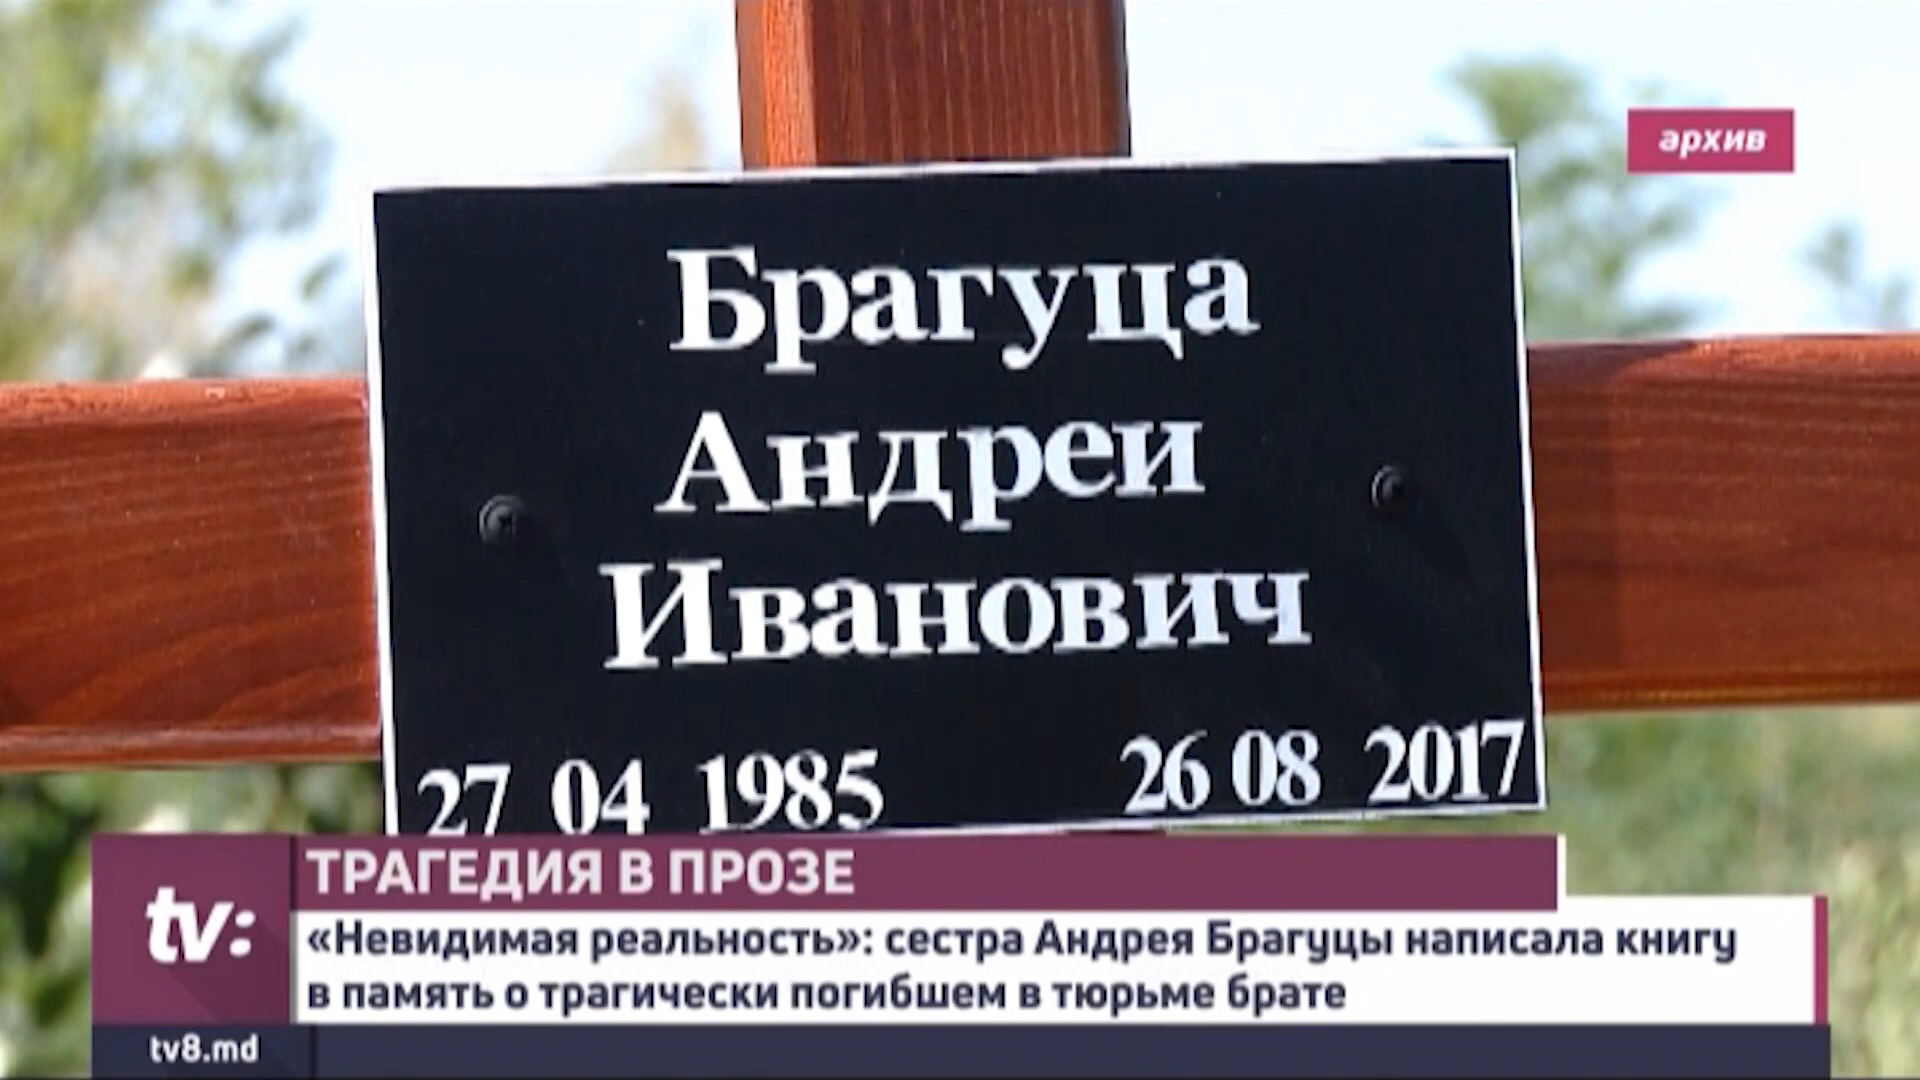 архив
Брагуца
Андреи
Иванович
27 04 1985 26 08 2017
ТРАГЕДИЯ В ПРОЗЕ
tv:
«Невидимая реальность»: сестра Андрея Брагуцы написала книгу
в память о трагически погибшем в тюрьме брате
tv8.md